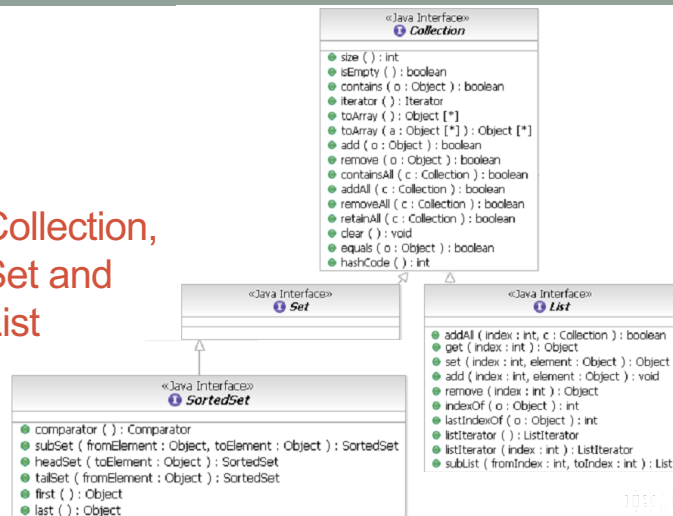 «Java Interface»
Collection
size ( ) : int
isEmpty ( ) : boolean
contains ( o : Object ) : boolean
iterator ( ) : Iterator
toArray ( ) : Object [*]
toArray ( a : Object [*] ) : Object [*]
add ( o : Object ) : boolean
remove ( o : Object ) : boolean
containsAll ( c : Collection ) : boolean
addAll ( c : Collection ) : boolean
removeAll ( c : Collection ) : boolean
retainAll ( c : Collection ) : boolean
clear ( ) : void
equals ( o : Object ) : boolean
hashCode ( ) : int
Collection,
Set and
List
«Java Interface»
Set
«Java Interface»
List
addAll ( index : int, c : Collection ) : boolean
get ( index : int ) : Object
set ( index : int, element : Object ) : Object
add ( index : int, element : Object ) : void
remove ( index : int ) : Object
indexOf ( o : Object ) : int
lastIndexOf ( o : Object ) : int
listIterator ( ) : ListIterator
listIterator ( index : int ) : ListIterator
subList ( fromIndex : int, toIndex : int ) : List
«Java Interface»
SortedSet
comparator ( ) : Comparator
subSet ( fromElement : Object, toElement : Object ) : SortedSet
headSet ( toElement : Object ) : SortedSet
tailSet ( fromElement : Object ) : SortedSet
first ( ) : Object
last ( ) : Object